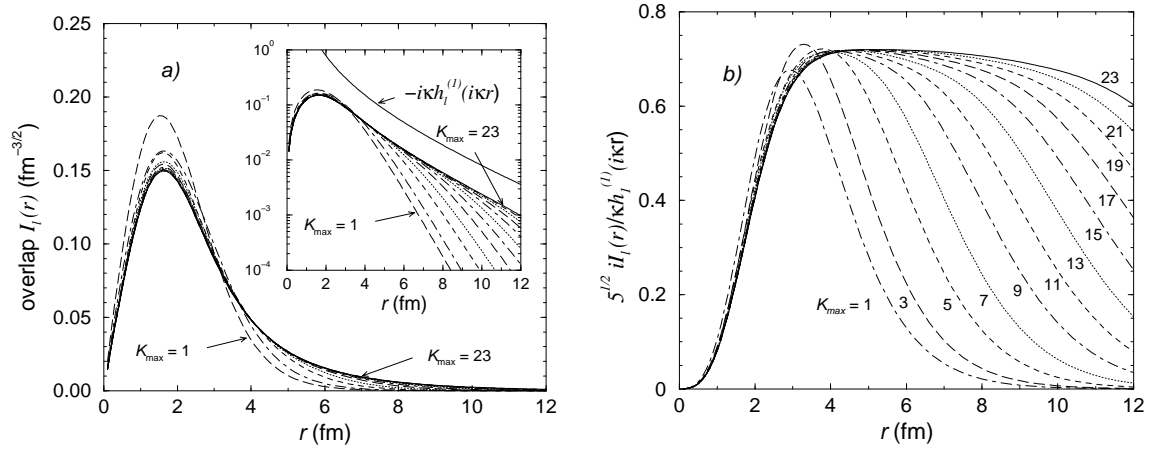 0.25
0.20
0.15
0.10
0.05
0.00
overlap I_l(r) (fm^{-3/2})
a)
10^0
10^{-1}
10^{-2}
10^{-3}
10^{-4}
−iκh_l^{(1)}(iκr)
K_max = 23
K_max = 1
0 2 4 6 8 10 12
r (fm)
K_max = 1
K_max = 23
0 2 4 6 8 10 12
r (fm)
0.8
0.6
0.4
0.2
0
5^{1/2} iI_l(r)/κh_l^{(1)}(iκr)
b)
23
21
19
17
15
13
K_max = 1 3 5 7 9 11
0 2 4 6 8 10 12
r (fm)